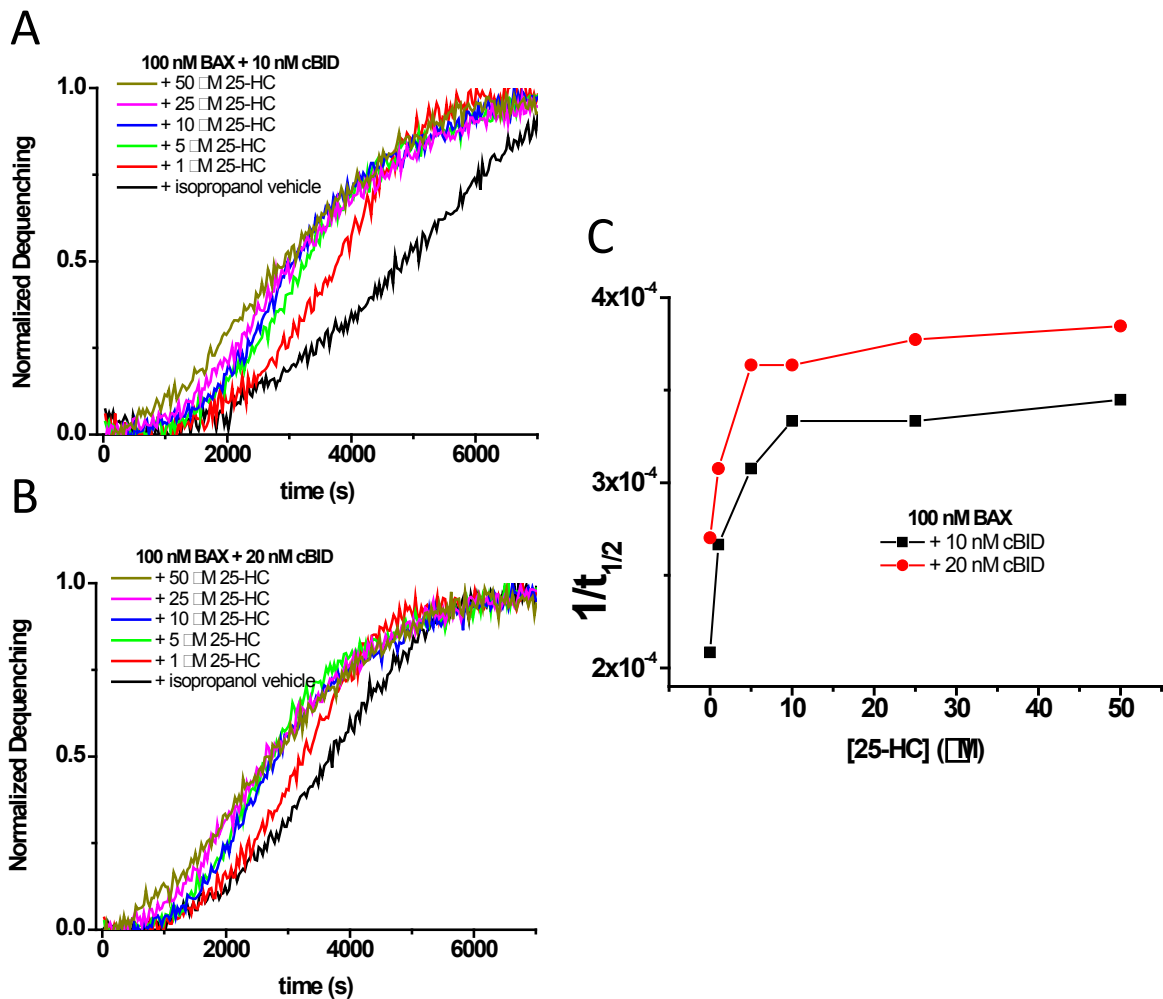 A
100 nM BAX + 10 nM cBID
+ 50 □M 25-HC
+ 25 □M 25-HC
+ 10 □M 25-HC
+ 5 □M 25-HC
+ 1 □M 25-HC
+ isopropanol vehicle
Normalized Dequenching
1.0
0.5
0.0
0 2000 4000 6000
time (s)
B
100 nM BAX + 20 nM cBID
+ 50 □M 25-HC
+ 25 □M 25-HC
+ 10 □M 25-HC
+ 5 □M 25-HC
+ 1 □M 25-HC
+ isopropanol vehicle
Normalized Dequenching
1.0
0.5
0.0
0 2000 4000 6000
time (s)
C
4x10⁻⁴
3x10⁻⁴
2x10⁻⁴
1/t₁/₂
100 nM BAX
+ 10 nM cBID
+ 20 nM cBID
0 10 20 30 40 50
[25-HC] (□M)